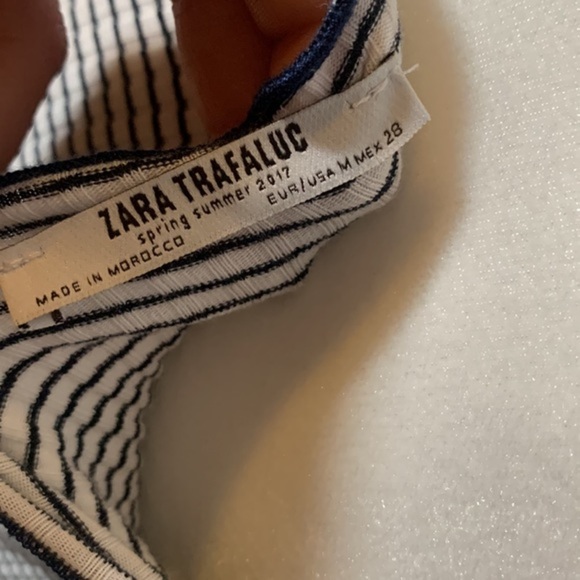 ZARA TRAFALUC
spring summer 2017
EUR/USA M MEX 28
MADE IN MOROCCO